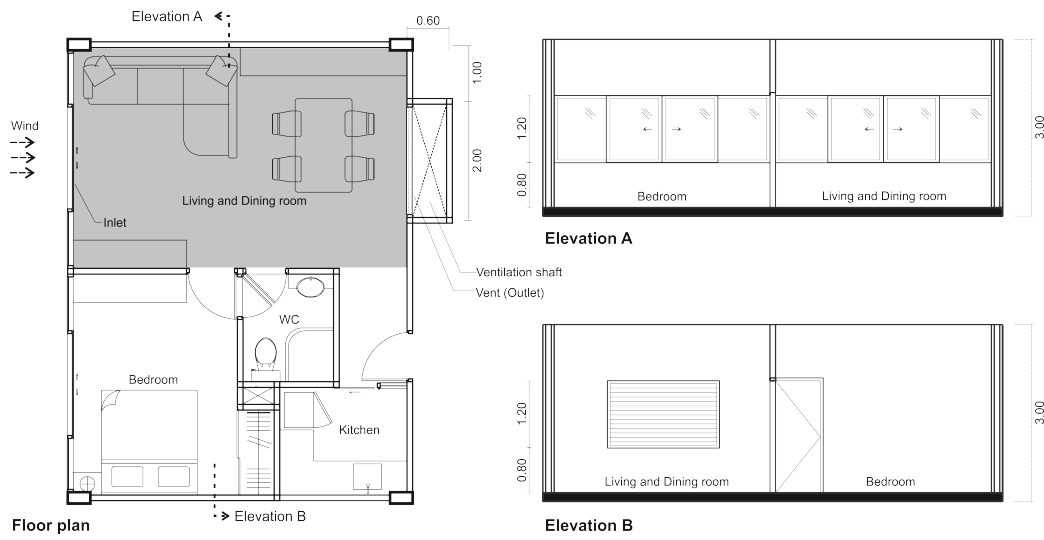 Elevation A
0.60
1.00
Wind
2.00
Living and Dining room
Inlet
Ventilation shaft
Vent (Outlet)
WC
Bedroom
Kitchen
Elevation B
Floor plan
1.20
0.80
3.00
Bedroom
Living and Dining room
Elevation A
1.20
0.80
3.00
Living and Dining room
Bedroom
Elevation B